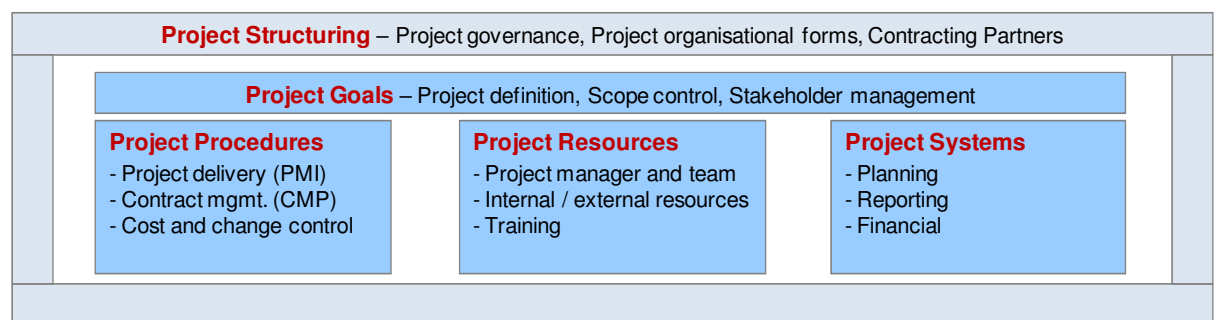 Project Structuring – Project governance, Project organisational forms, Contracting Partners
Project Goals – Project definition, Scope control, Stakeholder management
Project Procedures
- Project delivery (PMI)
- Contract mgmt. (CMP)
- Cost and change control
Project Resources
- Project manager and team
- Internal / external resources
- Training
Project Systems
- Planning
- Reporting
- Financial